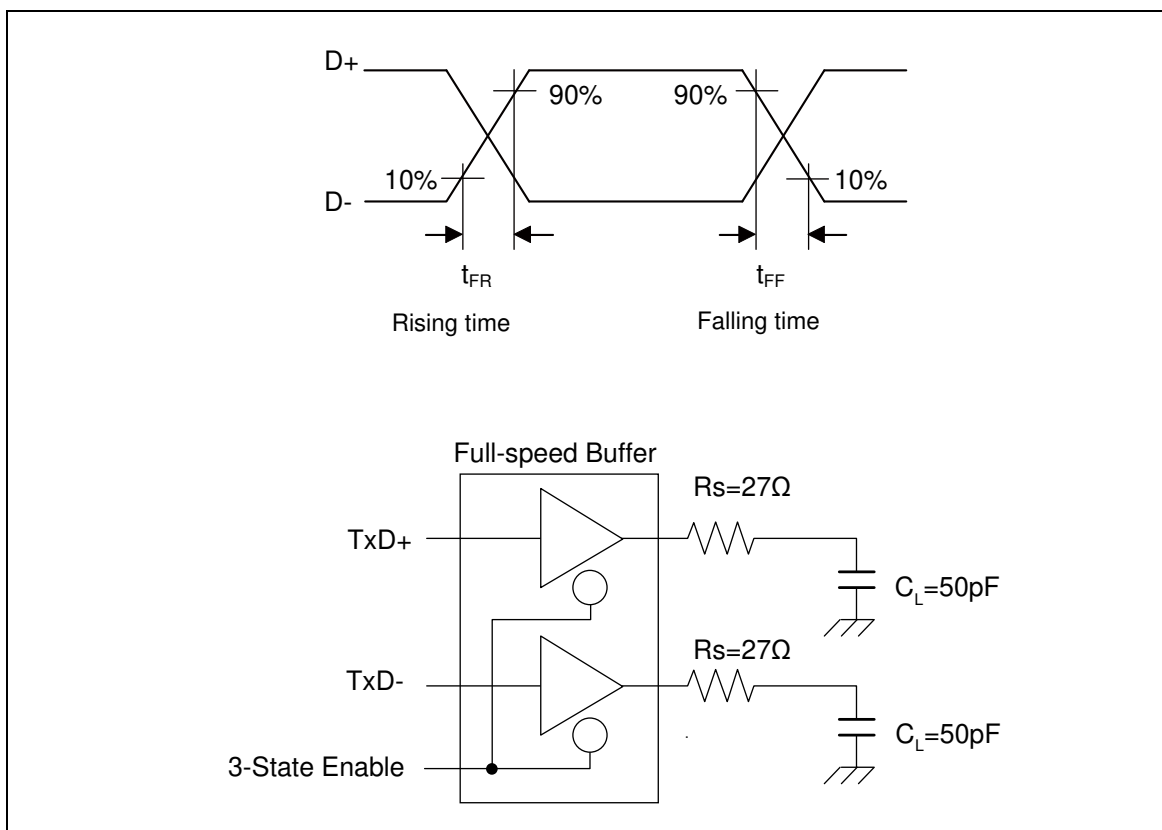 D+
90% 90%
10% 10%
D-
tFR tFF
Rising time Falling time
Full-speed Buffer
Rs=27Ω
TxD+
CL=50pF
Rs=27Ω
TxD-
CL=50pF
3-State Enable